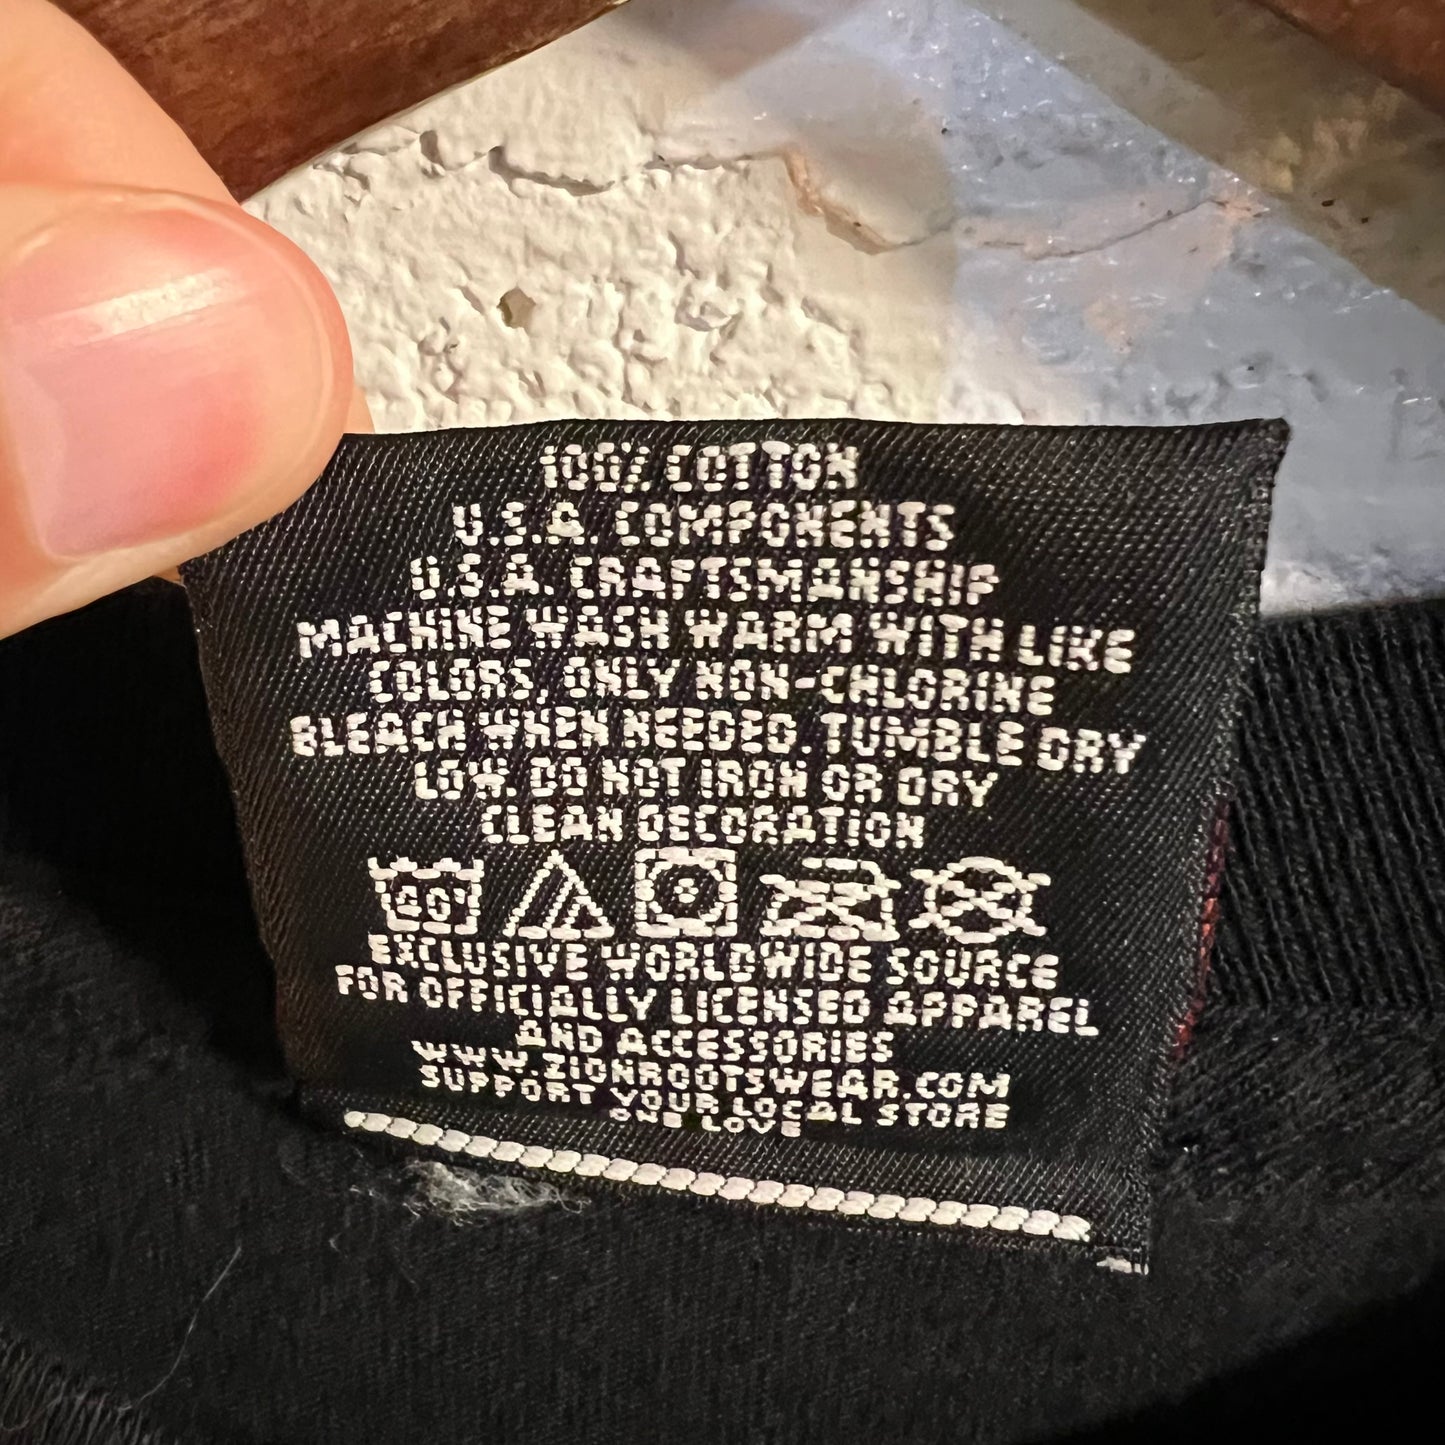 100% COTTON
U.S.A. COMPONENTS
U.S.A. CRAFTSMANSHIP
MACHINE WASH WARM WITH LIKE
COLORS, ONLY NON-CHLORINE
BLEACH WHEN NEEDED. TUMBLE DRY
LOW. DO NOT IRON OR DRY
CLEAN DECORATION
60°
EXCLUSIVE WORLDWIDE SOURCE
FOR OFFICIALLY LICENSED APPAREL
AND ACCESSORIES
WWW.ZIONROOTSWEAR.COM
SUPPORT YOUR LOCAL STORE
ONE LOVE